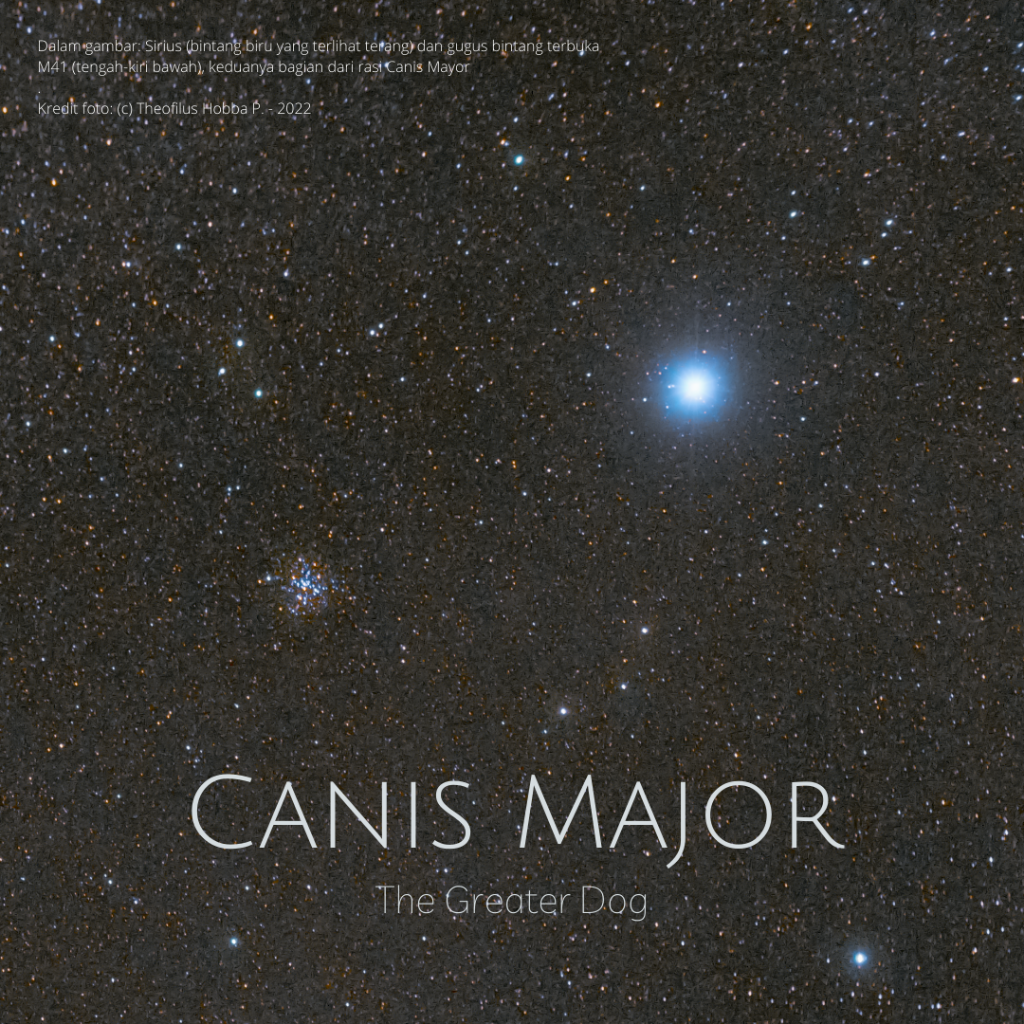 Dalam gambar: Sirius (bintang biru yang terlihat terang) dan gugus bintang terbuka
M41 (tengah-kiri bawah), keduanya bagian dari rasi Canis Mayor
.
Kredit foto: (c) Theofilus Hobba P. - 2022
Canis Major
The Greater Dog